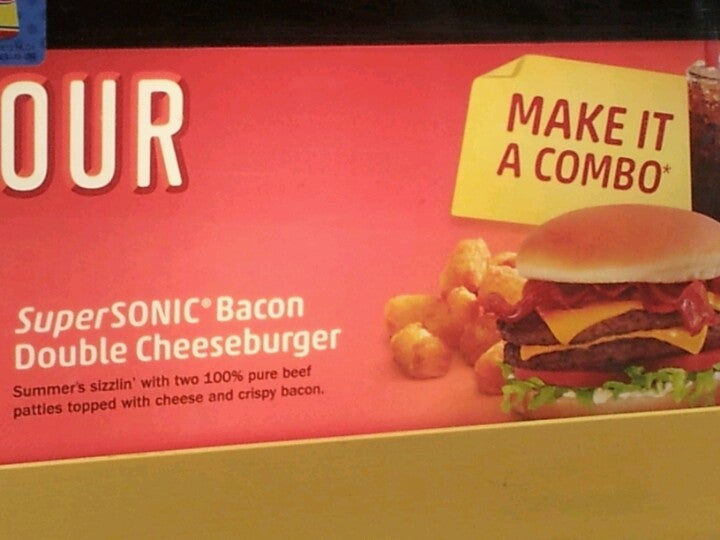 OUR
MAKE IT
A COMBO*
SuperSONIC® Bacon
Double Cheeseburger
Summer's sizzlin' with two 100% pure beef
patties topped with cheese and crispy bacon.